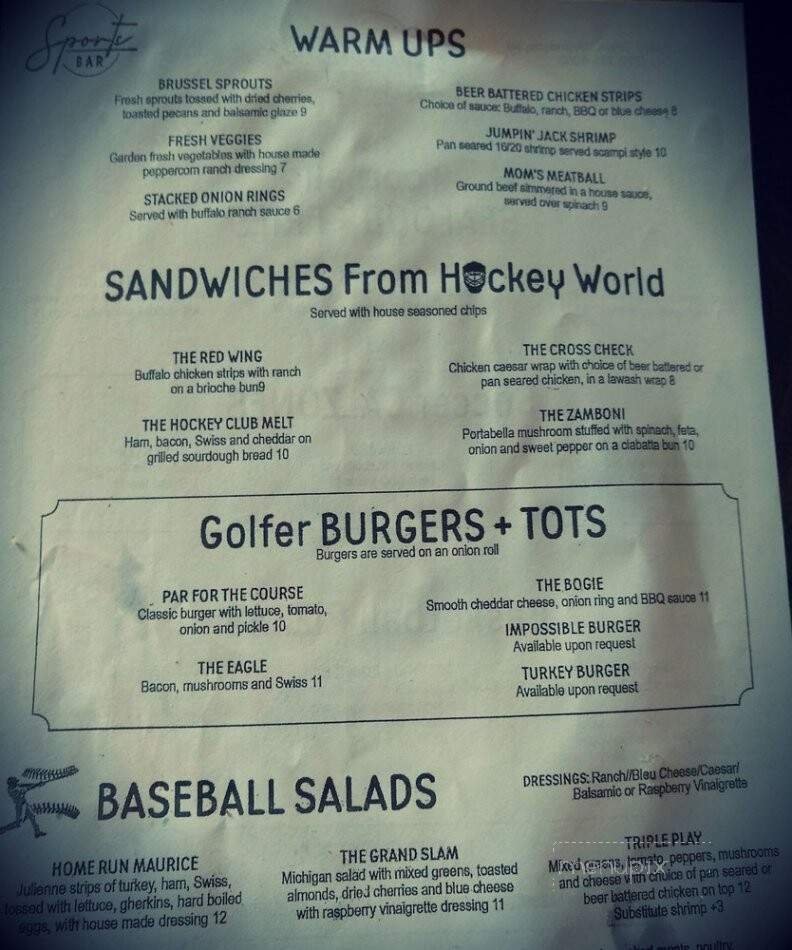 Sports
BAR
WARM UPS
BRUSSEL SPROUTS
Fresh sprouts tossed with dried cherries,
toasted pecans and balsamic glaze 9
FRESH VEGGIES
Garden fresh vegetables with house made
peppercorn ranch dressing 7
STACKED ONION RINGS
Served with buffalo ranch sauce 6
BEER BATTERED CHICKEN STRIPS
Choice of sauce: Buffalo, ranch, BBQ or blue cheese 8
JUMPIN' JACK SHRIMP
Pan seared 16/20 shrimp served scampi style 10
MOM'S MEATBALL
Ground beef simmered in a house sauce,
served over spinach 9
SANDWICHES From Hockey World
Served with house seasoned chips
THE RED WING
Buffalo chicken strips with ranch
on a brioche bun9
THE HOCKEY CLUB MELT
Ham, bacon, Swiss and cheddar on
grilled sourdough bread 10
THE CROSS CHECK
Chicken caesar wrap with choice of beer battered or
pan seared chicken, in a lawash wrap 8
THE ZAMBONI
Portabella mushroom stuffed with spinach, feta,
onion and sweet pepper on a ciabatta bun 10
Golfer BURGERS + TOTS
Burgers are served on an onion roll
PAR FOR THE COURSE
Classic burger with lettuce, tomato,
onion and pickle 10
THE EAGLE
Bacon, mushrooms and Swiss 11
THE BOGIE
Smooth cheddar cheese, onion ring and BBQ sauce 11
IMPOSSIBLE BURGER
Available upon request
TURKEY BURGER
Available upon request
BASEBALL SALADS
DRESSINGS: Ranch//Bleu Cheese/Caesar/
Balsamic or Raspberry Vinaigrette
HOME RUN MAURICE
Julienne strips of turkey, ham, Swiss,
tossed with lettuce, gherkins, hard boiled
eggs, with house made dressing 12
THE GRAND SLAM
Michigan salad with mixed greens, toasted
almonds, dried cherries and blue cheese
with raspberry vinaigrette dressing 11
TRIPLE PLAY
Mixed greens, tomato, peppers, mushrooms
and cheese with choice of pan seared or
beer battered chicken on top 12
Substitute shrimp +3
menupix